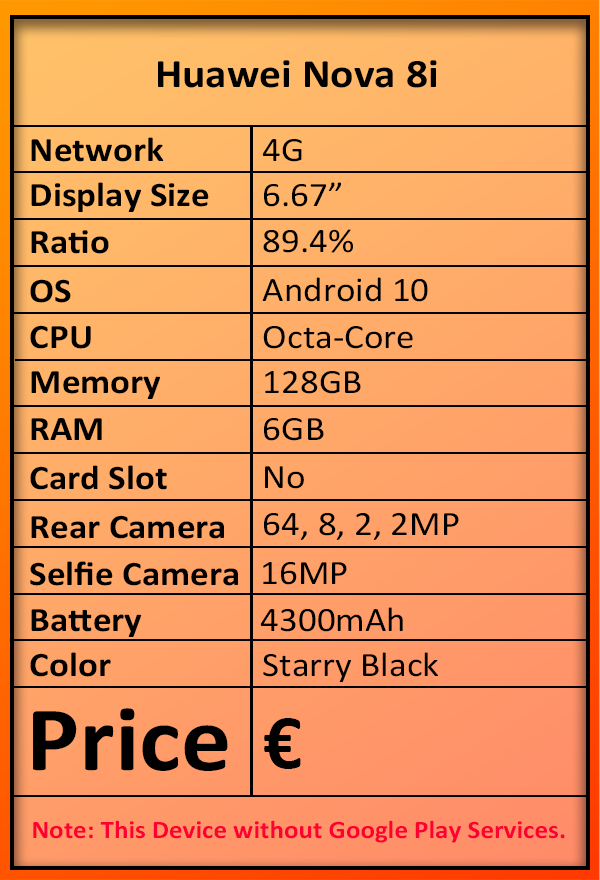 Huawei Nova 8i
Network 4G
Display Size 6.67”
Ratio 89.4%
OS Android 10
CPU Octa-Core
Memory 128GB
RAM 6GB
Card Slot No
Rear Camera 64, 8, 2, 2MP
Selfie Camera 16MP
Battery 4300mAh
Color Starry Black
Price €
Note: This Device without Google Play Services.